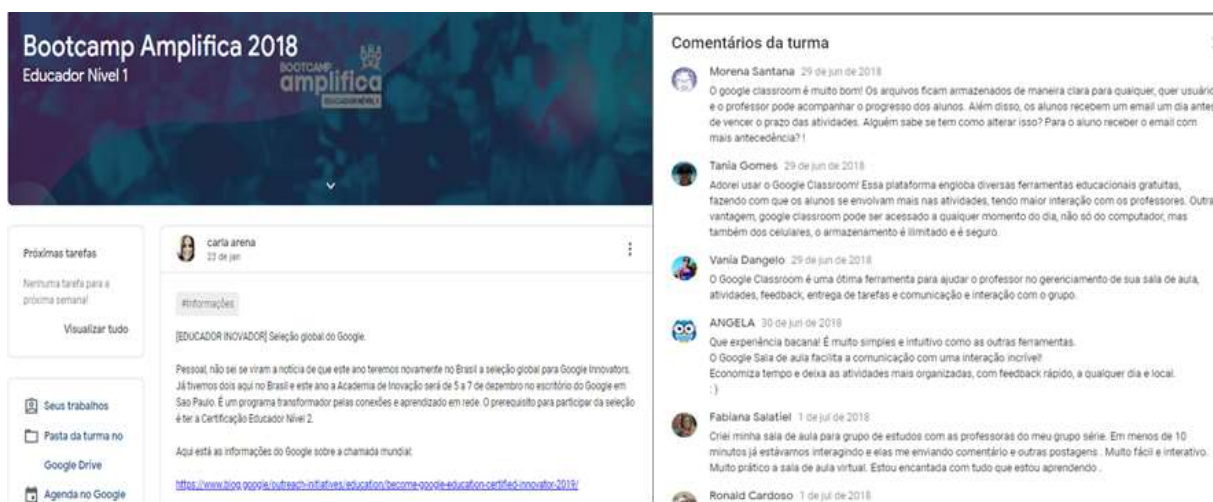 Bootcamp Amplifica 2018
Educador Nível 1
BOOTCAMP
amplifica
EDUCADOR NÍVEL 1
Próximas tarefas
Nenhuma tarefa para a
próxima semana!
Visualizar tudo
Seus trabalhos
Pasta da turma no
Google Drive
Agenda no Google
carla arena
23 de jan
#Informações
[EDUCADOR INOVADOR] Seleção global do Google.
Pessoal, não sei se viram a notícia de que este ano teremos novamente no Brasil a seleção global para Google Innovators.
Já tivemos dois aqui no Brasil e este ano a Academia de Inovação será de 5 a 7 de dezembro no escritório do Google em
Sao Paulo. É um programa transformador pelas conexões e aprendizado em rede. O prerequisito para participar da seleção
é ter a Certificação Educador Nível 2.
Aqui está as informações do Google sobre a chamada mundial:
https://www.blog.google/outreach-initiatives/education/become-google-education-certified-innovator-2019/
Comentários da turma
Morena Santana 29 de jun de 2018
O google classroom é muito bom! Os arquivos ficam armazenados de maneira clara para qualquer, quer usuário
e o professor pode acompanhar o progresso dos alunos. Além disso, os alunos recebem um email um dia antes
de vencer o prazo das atividades. Alguém sabe se tem como alterar isso? Para o aluno receber o email com
mais antecedência? !
Tania Gomes 29 de jun de 2018
Adorei usar o Google Classroom! Essa plataforma engloba diversas ferramentas educacionais gratuitas,
fazendo com que os alunos se envolvam mais nas atividades, tendo maior interação com os professores. Outra
vantagem, google classroom pode ser acessado a qualquer momento do dia, não só do computador, mas
também dos celulares, o armazenamento é ilimitado e é seguro.
Vania Dangelo 29 de jun de 2018
O Google Classroom é uma ótima ferramenta para ajudar o professor no gerenciamento de sua sala de aula,
atividades, feedback, entrega de tarefas e comunicação e interação com o grupo.
ANGELA 30 de jun de 2018
Que experiência bacana! É muito simples e intuitivo como as outras ferramentas.
O Google Sala de aula facilita a comunicação com uma interação incrível!
Economiza tempo e deixa as atividades mais organizadas, com feedback rápido, a qualquer dia e local.
: )
Fabiana Salatiel 1 de jul de 2018
Criei minha sala de aula para grupo de estudos com as professoras do meu grupo série. Em menos de 10
minutos já estávamos interagindo e elas me enviando comentário e outras postagens . Muito fácil e interativo.
Muito prático a sala de aula virtual. Estou encantada com tudo que estou aprendendo .
Ronald Cardoso 1 de jul de 2018